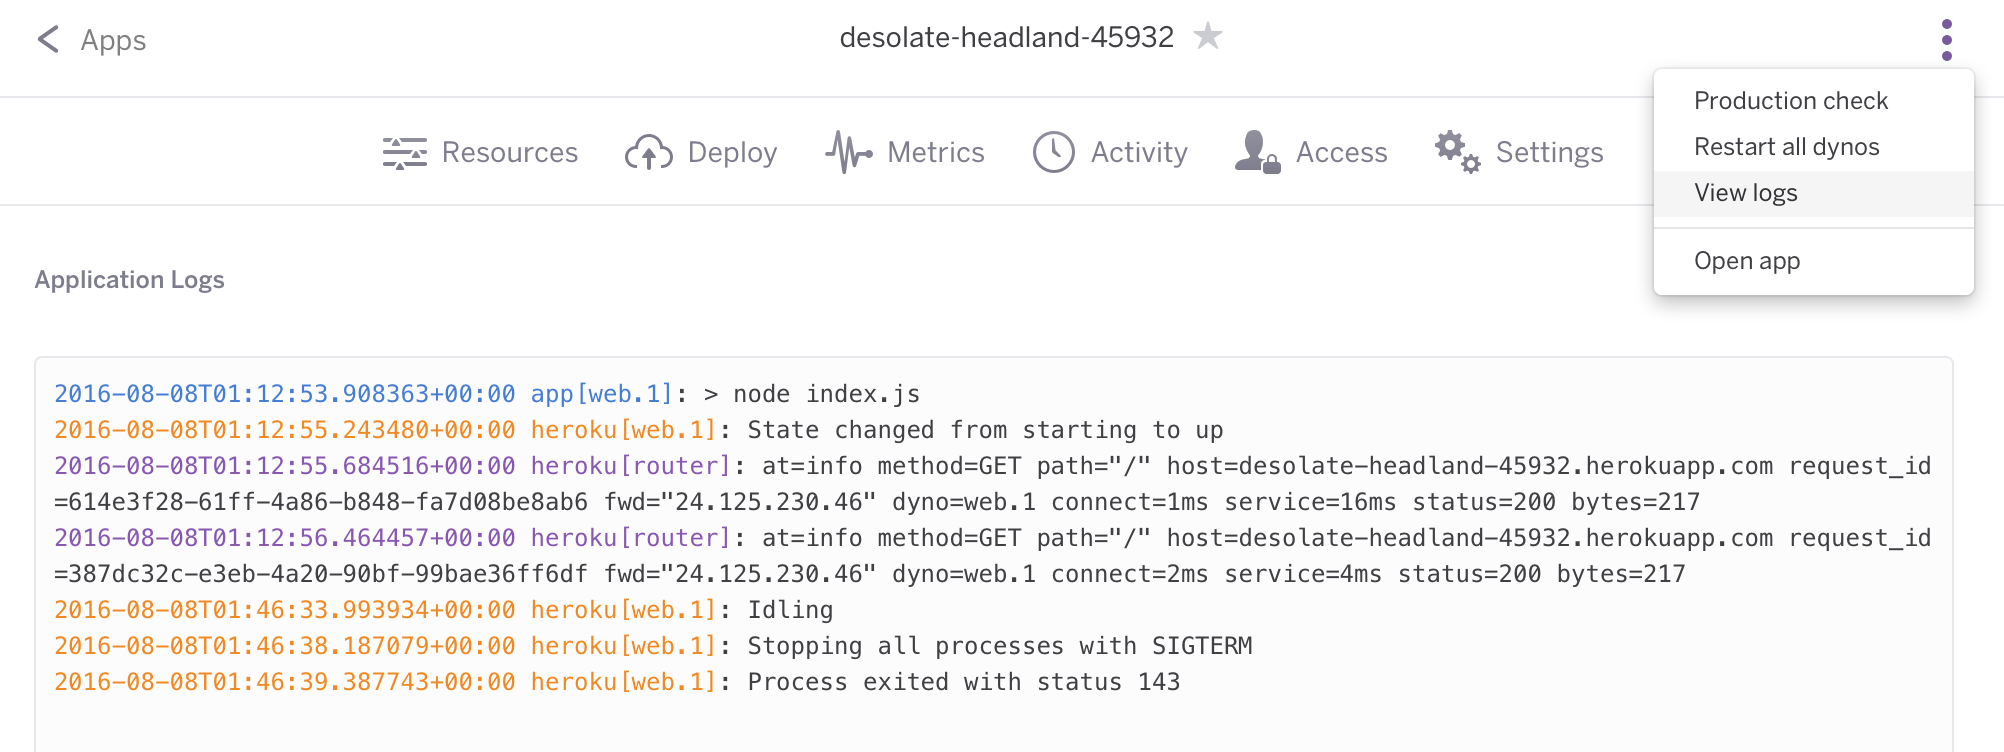 Apps
desolate-headland-45932
Production check
Restart all dynos
View logs
Open app
Resources
Deploy
Metrics
Activity
Access
Settings
Application Logs
2016-08-08T01:12:53.908363+00:00 app[web.1]: > node index.js
2016-08-08T01:12:55.243480+00:00 heroku[web.1]: State changed from starting to up
2016-08-08T01:12:55.684516+00:00 heroku[router]: at=info method=GET path="/" host=desolate-headland-45932.herokuapp.com request_id
=614e3f28-61ff-4a86-b848-fa7d08be8ab6 fwd="24.125.230.46" dyno=web.1 connect=1ms service=16ms status=200 bytes=217
2016-08-08T01:12:56.464457+00:00 heroku[router]: at=info method=GET path="/" host=desolate-headland-45932.herokuapp.com request_id
=387dc32c-e3eb-4a20-90bf-99bae36ff6df fwd="24.125.230.46" dyno=web.1 connect=2ms service=4ms status=200 bytes=217
2016-08-08T01:46:33.993934+00:00 heroku[web.1]: Idling
2016-08-08T01:46:38.187079+00:00 heroku[web.1]: Stopping all processes with SIGTERM
2016-08-08T01:46:39.387743+00:00 heroku[web.1]: Process exited with status 143